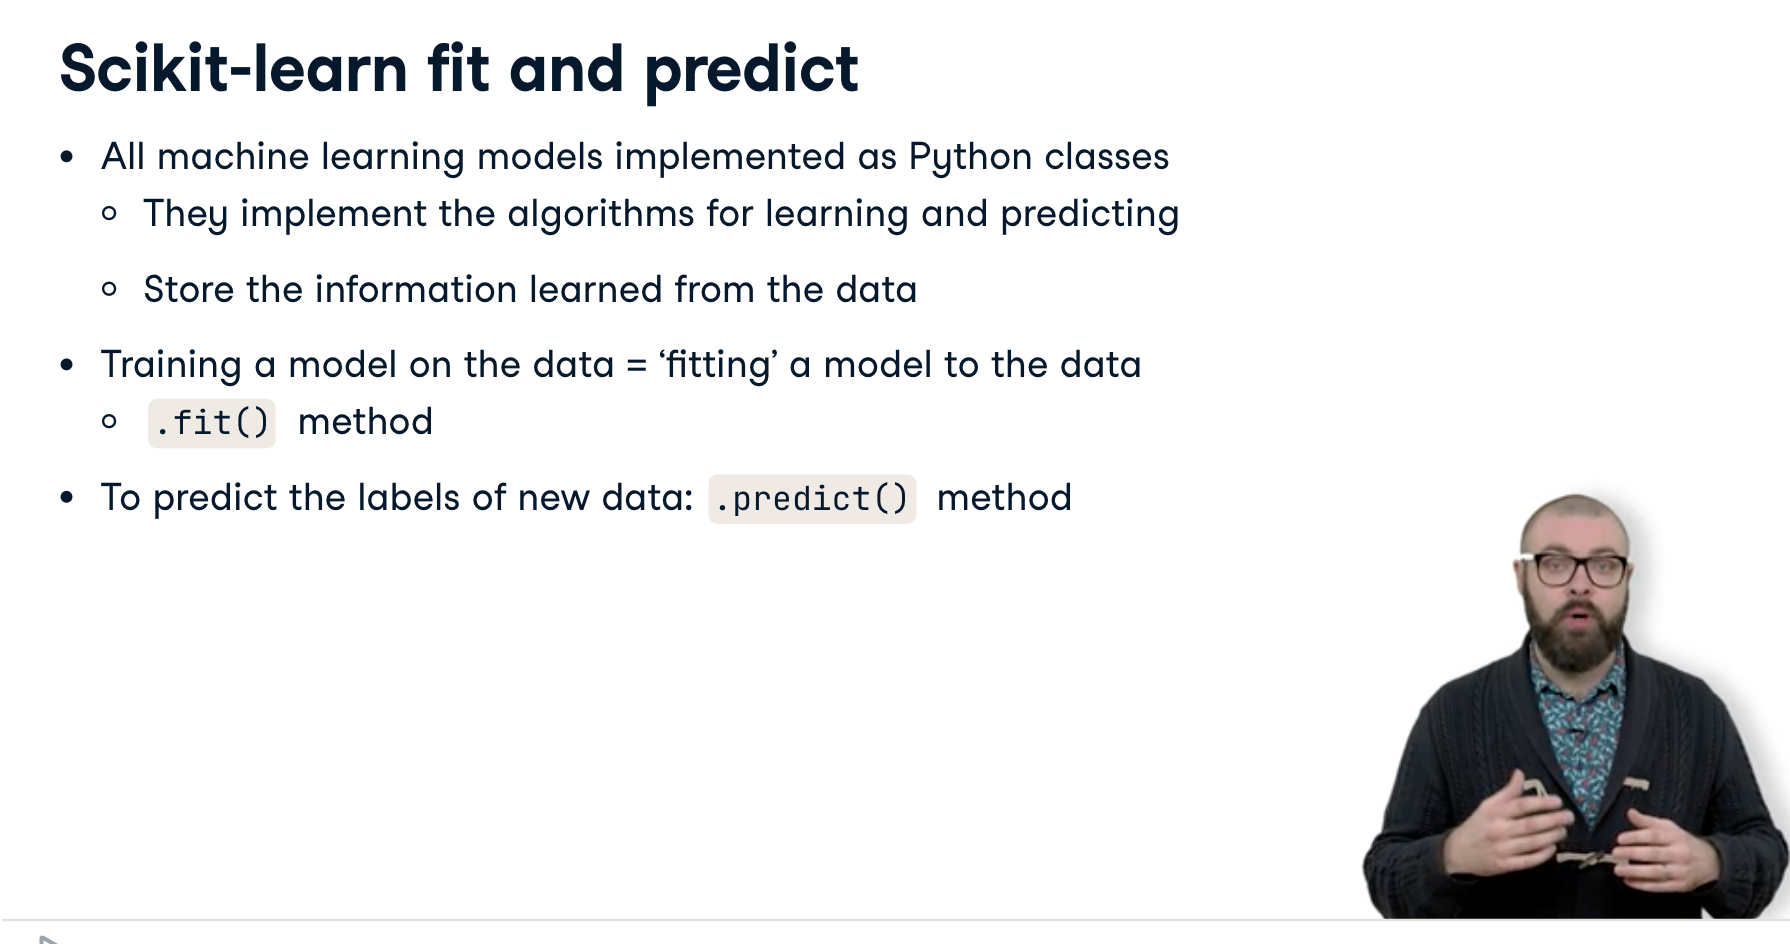 Scikit-learn fit and predict
• All machine learning models implemented as Python classes
○ They implement the algorithms for learning and predicting
○ Store the information learned from the data
• Training a model on the data = ‘fitting’ a model to the data
○ .fit() method
• To predict the labels of new data: .predict() method